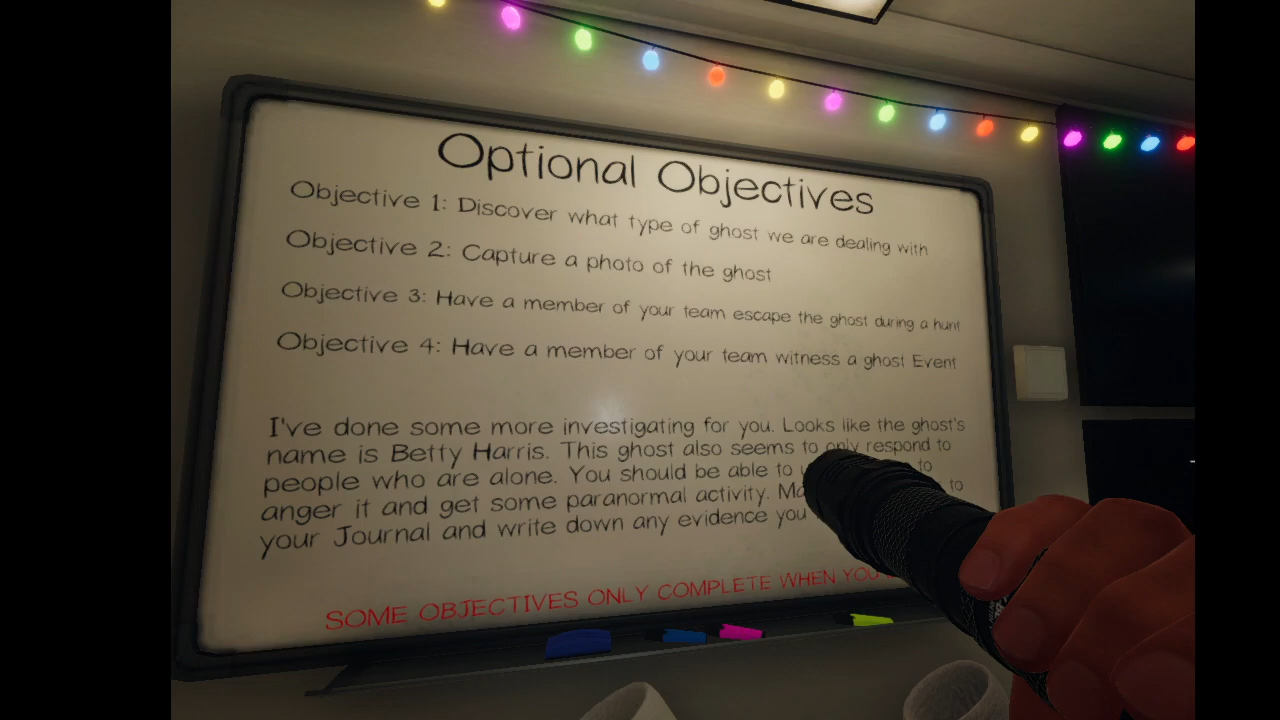 Optional Objectives
Objective 1: Discover what type of ghost we are dealing with
Objective 2: Capture a photo of the ghost
Objective 3: Have a member of your team escape the ghost during a hunt
Objective 4: Have a member of your team witness a ghost Event
I've done some more investigating for you. Looks like the ghost's
name is Betty Harris. This ghost also seems to only respond to
people who are alone. You should be able to to
anger it and get some paranormal activity. to
your Journal and write down any evidence you
SOME OBJECTIVES ONLY COMPLETE WHEN YOU